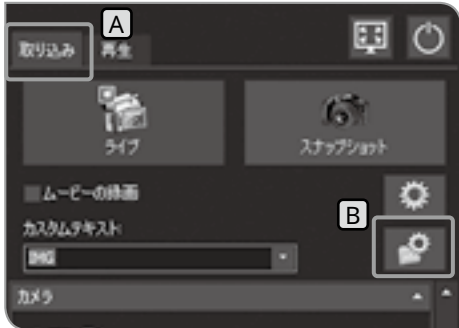 A
取り込み 再生
ライブ スナップショット
ムービーの録画
B
カスタムテキスト:
IMG
カメラ